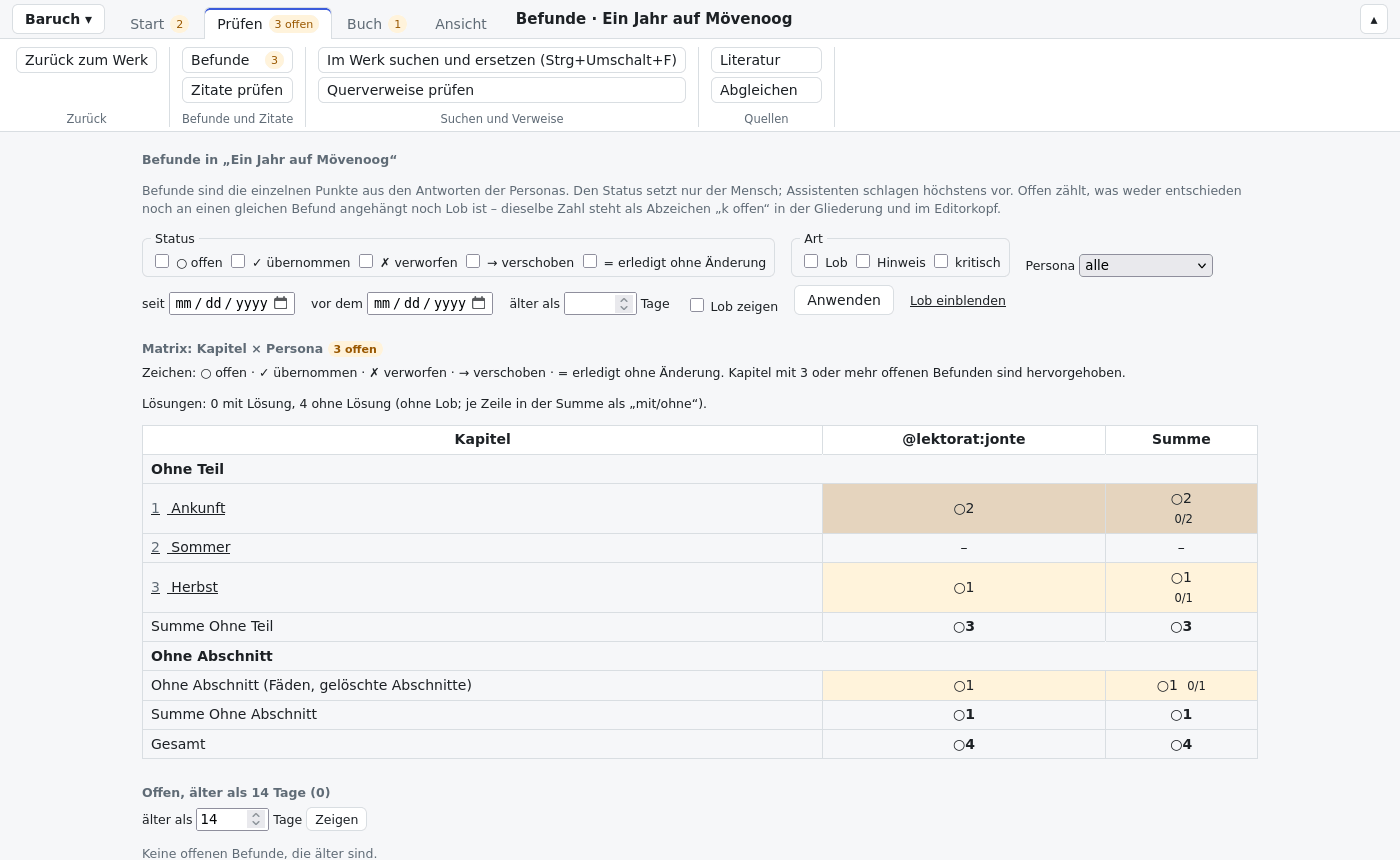 Baruch ▾ Start 2 Prüfen 3 offen Buch 1 Ansicht Befunde · Ein Jahr auf Mövenoog ▴
Zurück zum Werk Befunde 3 Im Werk suchen und ersetzen (Strg+Umschalt+F) Literatur
Zitate prüfen Querverweise prüfen Abgleichen
Zurück Befunde und Zitate Suchen und Verweise Quellen
Befunde in „Ein Jahr auf Mövenoog“
Befunde sind die einzelnen Punkte aus den Antworten der Personas. Den Status setzt nur der Mensch; Assistenten schlagen höchstens vor. Offen zählt, was weder entschieden
noch an einen gleichen Befund angehängt noch Lob ist – dieselbe Zahl steht als Abzeichen „k offen“ in der Gliederung und im Editorkopf.
Status Art
○ offen ✓ übernommen ✗ verworfen → verschoben = erledigt ohne Änderung Lob Hinweis kritisch Persona alle
seit mm/dd/yyyy vor dem mm/dd/yyyy älter als Tage Lob zeigen Anwenden Lob einblenden
Matrix: Kapitel × Persona 3 offen
Zeichen: ○ offen · ✓ übernommen · ✗ verworfen · → verschoben · = erledigt ohne Änderung. Kapitel mit 3 oder mehr offenen Befunden sind hervorgehoben.
Lösungen: 0 mit Lösung, 4 ohne Lösung (ohne Lob; je Zeile in der Summe als „mit/ohne“).
Kapitel @lektorat:jonte Summe
Ohne Teil
1 Ankunft ○2 ○2
0/2
2 Sommer – –
3 Herbst ○1 ○1
0/1
Summe Ohne Teil ○3 ○3
Ohne Abschnitt
Ohne Abschnitt (Fäden, gelöschte Abschnitte) ○1 ○1 0/1
Summe Ohne Abschnitt ○1 ○1
Gesamt ○4 ○4
Offen, älter als 14 Tage (0)
älter als 14 Tage Zeigen
Keine offenen Befunde, die älter sind.